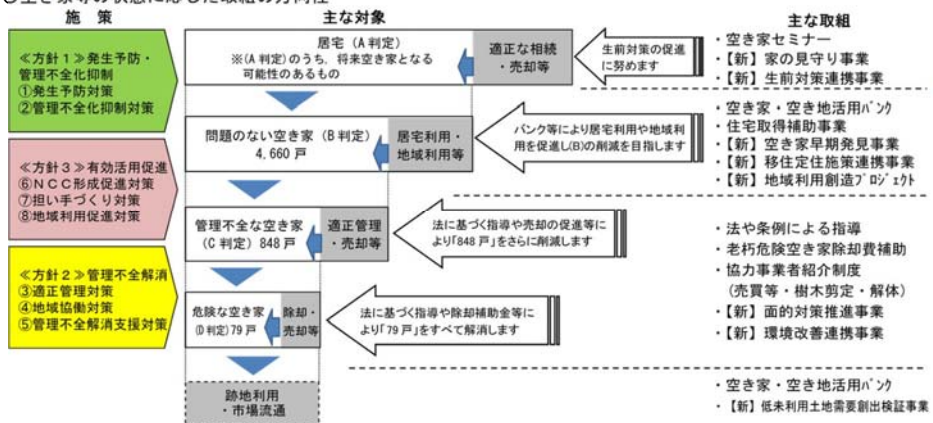 ○空き家等の状態に応じた取組の方向性
施 策
≪方針１≫発生予防・
管理不全化抑制
①発生予防対策
②管理不全化抑制対策
≪方針３≫有効活用促進
⑥ＮＣＣ形成促進対策
⑦担い手づくり対策
⑧地域利用促進対策
≪方針２≫管理不全解消
③適正管理対策
④地域協働対策
⑤管理不全解消支援対策
主な対象
居宅（Ａ判定）
※(Ａ判定)のうち，将来空き家となる
可能性のあるもの
適正な相続
・売却等
生前対策の促進
に努めます
問題のない空き家（Ｂ判定）
4,660 戸
居宅利用・
地域利用等
バンク等により居宅利用や地域利
用を促進し(B)の削減を目指します
管理不全な空き家
（Ｃ判定）848 戸
適正管理
・売却等
法に基づく指導や売却の促進等に
より｢848 戸｣をさらに削減します
危険な空き家
(Ｄ判定)79 戸
除却・
売却等
法に基づく指導や除却補助金等に
より｢79 戸｣をすべて解消します
跡地利用
・市場流通
主な取組
・空き家セミナー
・【新】家の見守り事業
・【新】生前対策連携事業
・空き家・空き地活用バンク
・住宅取得補助事業
・【新】空き家早期発見事業
・【新】移住定住施策連携事業
・【新】地域利用創造プロジェクト
・法や条例による指導
・老朽危険空き家除却費補助
・協力事業者紹介制度
（売買等・樹木剪定・解体）
・【新】面的対策推進事業
・【新】環境改善連携事業
・空き家・空き地活用バンク
・【新】低未利用土地需要創出検証事業